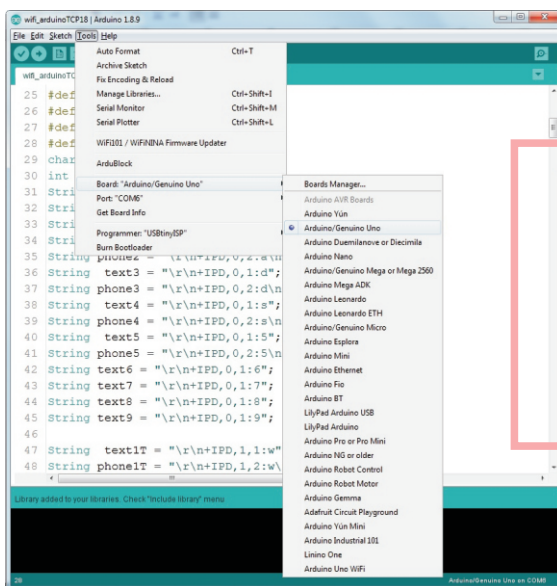 wifi_arduinoTCP18 | Arduino 1.8.9
File Edit Sketch Tools Help
wifi_arduinoTC
Auto Format Ctrl+T
Archive Sketch
Fix Encoding & Reload
Manage Libraries... Ctrl+Shift+I
Serial Monitor Ctrl+Shift+M
Serial Plotter Ctrl+Shift+L
WiFi101 / WiFiNINA Firmware Updater
ArduBlock
Board: "Arduino/Genuino Uno"
Port: "COM6"
Get Board Info
Programmer: "USBtinyISP"
Burn Bootloader
Boards Manager...
Arduino AVR Boards
Arduino Yún
Arduino/Genuino Uno
Arduino Duemilanove or Diecimila
Arduino Nano
Arduino/Genuino Mega or Mega 2560
Arduino Mega ADK
Arduino Leonardo
Arduino Leonardo ETH
Arduino/Genuino Micro
Arduino Esplora
Arduino Mini
Arduino Ethernet
Arduino Fio
Arduino BT
LilyPad Arduino USB
LilyPad Arduino
Arduino Pro or Pro Mini
Arduino NG or older
Arduino Robot Control
Arduino Robot Motor
Arduino Gemma
Adafruit Circuit Playground
Arduino Yún Mini
Arduino Industrial 101
Linino One
Arduino Uno WiFi
25 #def
26 #def
27 #def
28 #def
29 char
30 int
31 Stri
32 Stri
33 Stri
34 Stri
35 String phone2 = "\r\n+IPD,0,2:a\n
36 String text3 = "\r\n+IPD,0,1:d";
37 String phone3 = "\r\n+IPD,0,2:d\n
38 String text4 = "\r\n+IPD,0,1:s";
39 String phone4 = "\r\n+IPD,0,2:s\n
40 String text5 = "\r\n+IPD,0,1:5";
41 String phone5 = "\r\n+IPD,0,2:5\n
42 String text6 = "\r\n+IPD,0,1:6";
43 String text7 = "\r\n+IPD,0,1:7";
44 String text8 = "\r\n+IPD,0,1:8";
45 String text9 = "\r\n+IPD,0,1:9";
46
47 String text1T = "\r\n+IPD,1,1:w"
48 String phone1T = "\r\n+IPD,1,2:w\
Library added to your libraries. Check "Include library" menu
28 Arduino/Genuino Uno on COM6